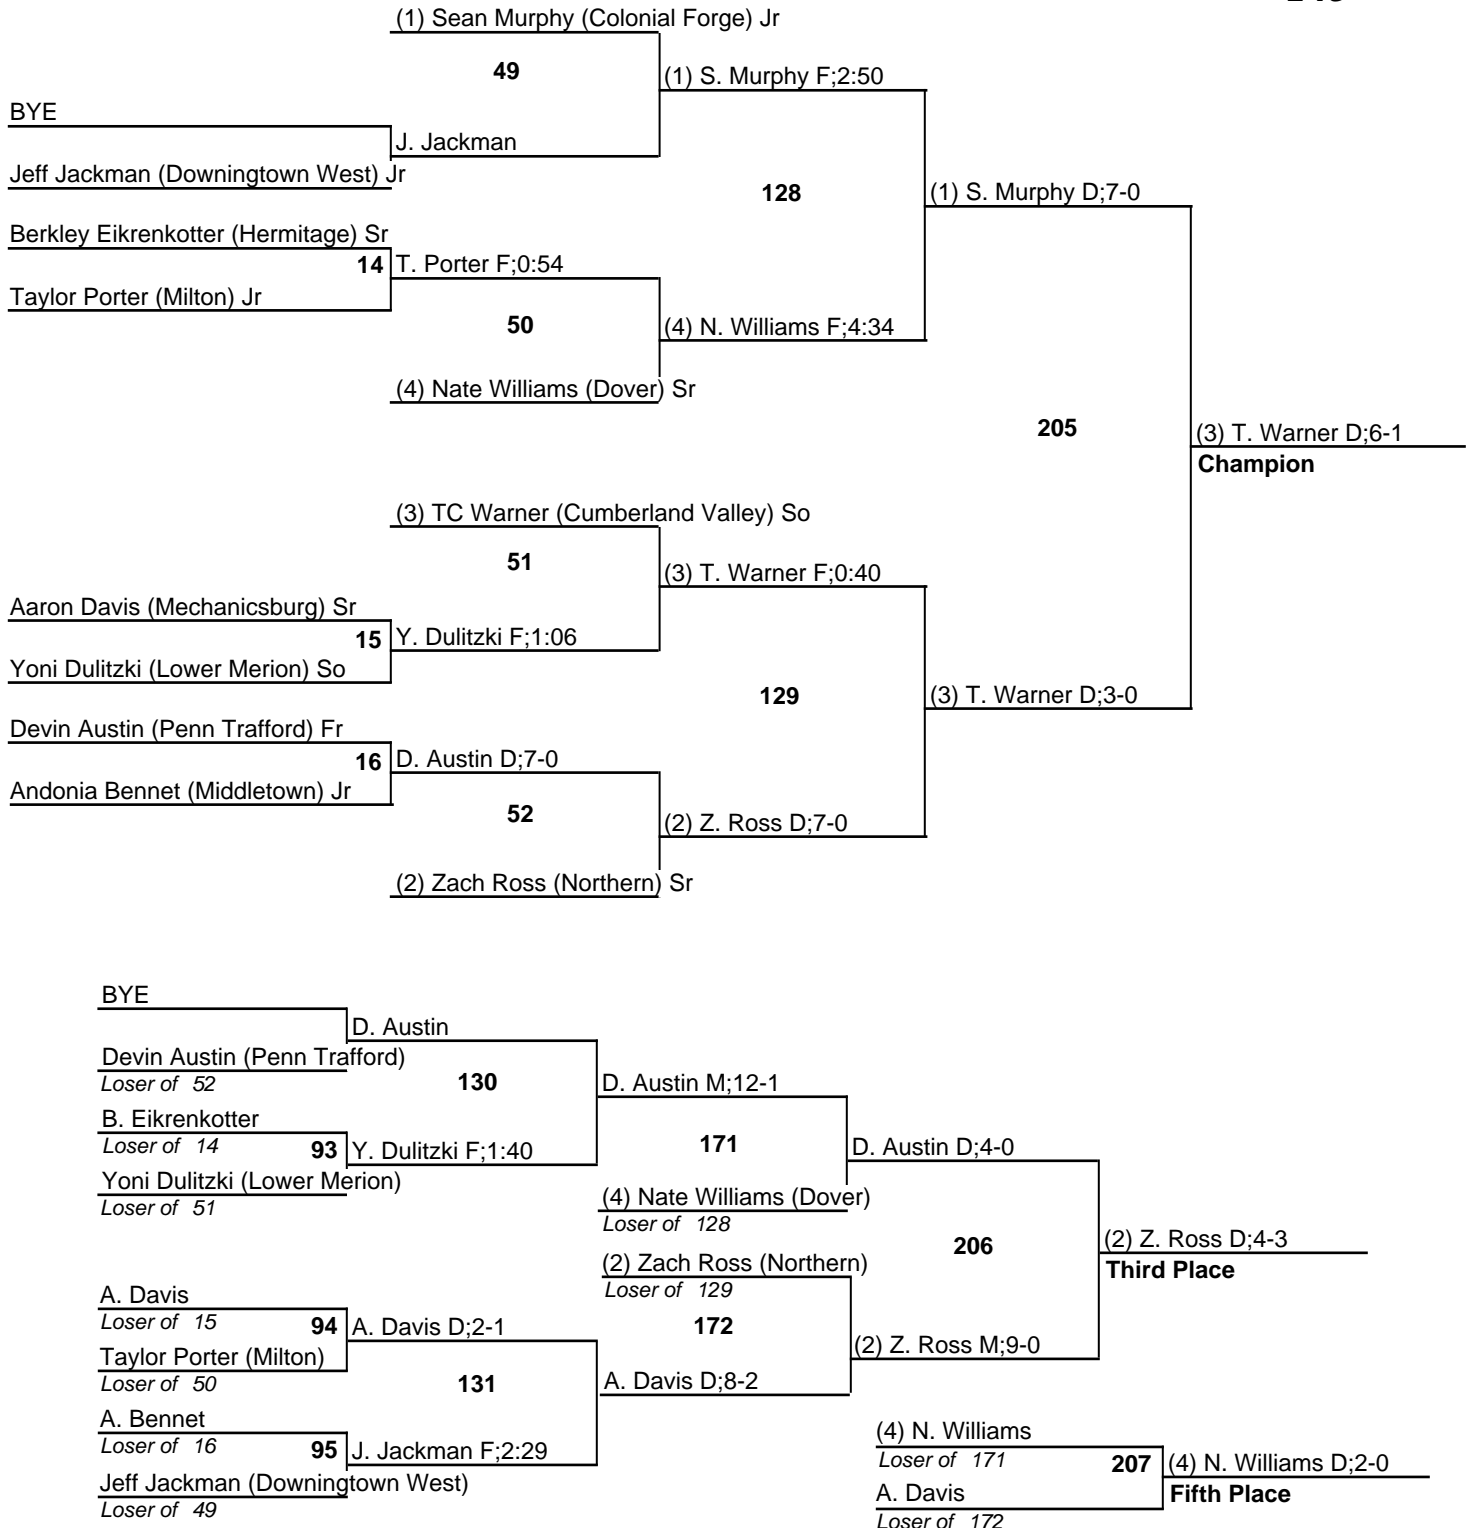 (1) Sean Murphy (Colonial Forge) Jr
49
(1) S. Murphy F;2:50
BYE
J. Jackman
Jeff Jackman (Downingtown West) Jr
128
(1) S. Murphy D;7-0
Berkley Eikrenkotter (Hermitage) Sr
14 T. Porter F;0:54
Taylor Porter (Milton) Jr
50
(4) N. Williams F;4:34
(4) Nate Williams (Dover) Sr
205
(3) T. Warner D;6-1
Champion
(3) TC Warner (Cumberland Valley) So
51
(3) T. Warner F;0:40
Aaron Davis (Mechanicsburg) Sr
15 Y. Dulitzki F;1:06
Yoni Dulitzki (Lower Merion) So
129
(3) T. Warner D;3-0
Devin Austin (Penn Trafford) Fr
16 D. Austin D;7-0
Andonia Bennet (Middletown) Jr
52
(2) Z. Ross D;7-0
(2) Zach Ross (Northern) Sr
BYE
D. Austin
Devin Austin (Penn Trafford)
Loser of 52
130
D. Austin M;12-1
B. Eikrenkotter
Loser of 14
93 Y. Dulitzki F;1:40
Yoni Dulitzki (Lower Merion)
Loser of 51
171
D. Austin D;4-0
(4) Nate Williams (Dover)
Loser of 128
206
(2) Z. Ross D;4-3
Third Place
(2) Zach Ross (Northern)
Loser of 129
A. Davis
Loser of 15
94 A. Davis D;2-1
Taylor Porter (Milton)
Loser of 50
172
(2) Z. Ross M;9-0
131
A. Davis D;8-2
A. Bennet
Loser of 16
95 J. Jackman F;2:29
Jeff Jackman (Downingtown West)
Loser of 49
(4) N. Williams
Loser of 171
207 (4) N. Williams D;2-0
Fifth Place
A. Davis
Loser of 172